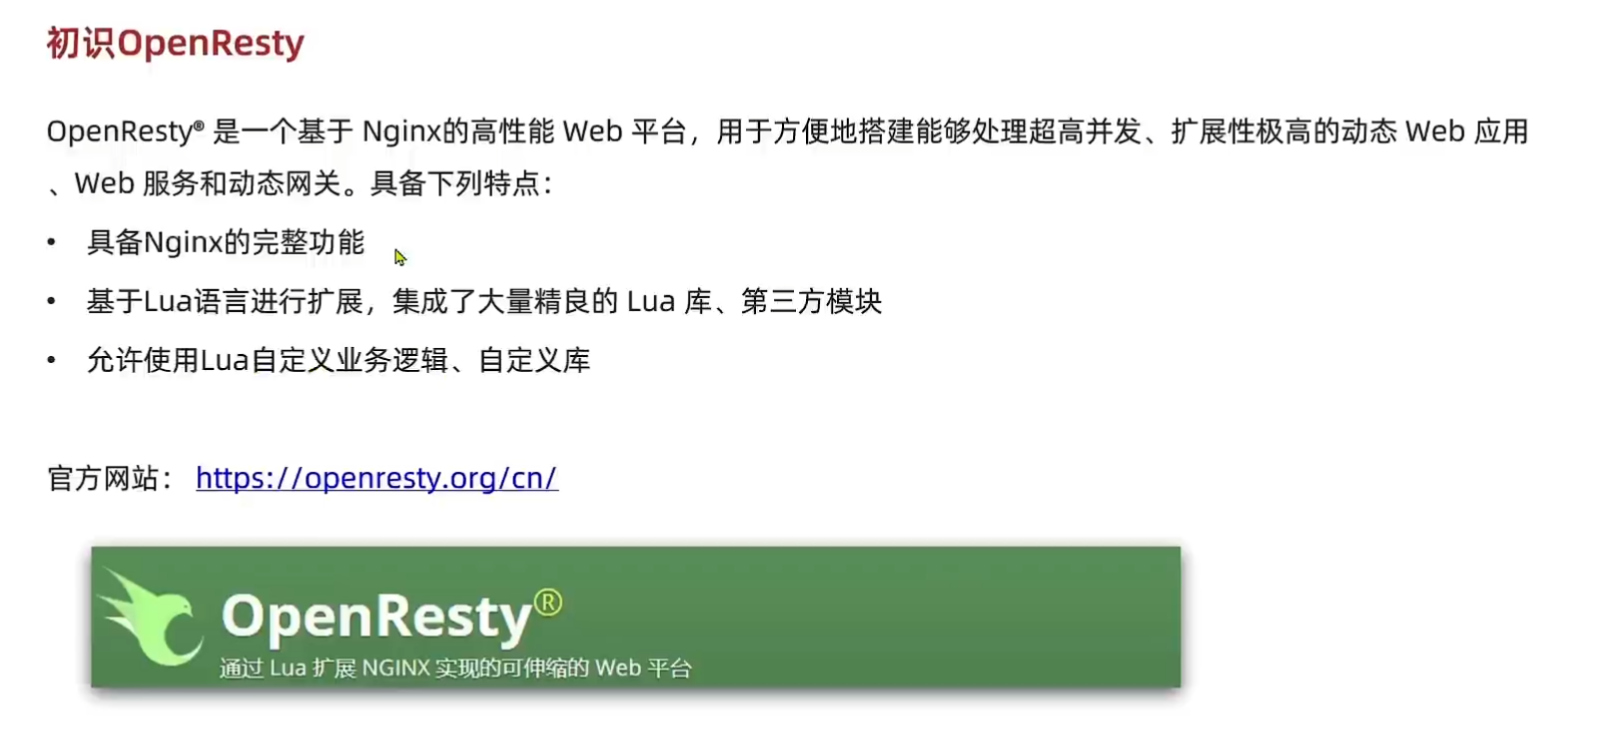 初识OpenResty
OpenResty® 是一个基于 Nginx的高性能 Web 平台，用于方便地搭建能够处理超高并发、扩展性极高的动态 Web 应用
、Web 服务和动态网关。具备下列特点：
• 具备Nginx的完整功能
• 基于Lua语言进行扩展，集成了大量精良的 Lua 库、第三方模块
• 允许使用Lua自定义业务逻辑、自定义库
官方网站： https://openresty.org/cn/
OpenResty®
通过 Lua 扩展 NGINX 实现的可伸缩的 Web 平台